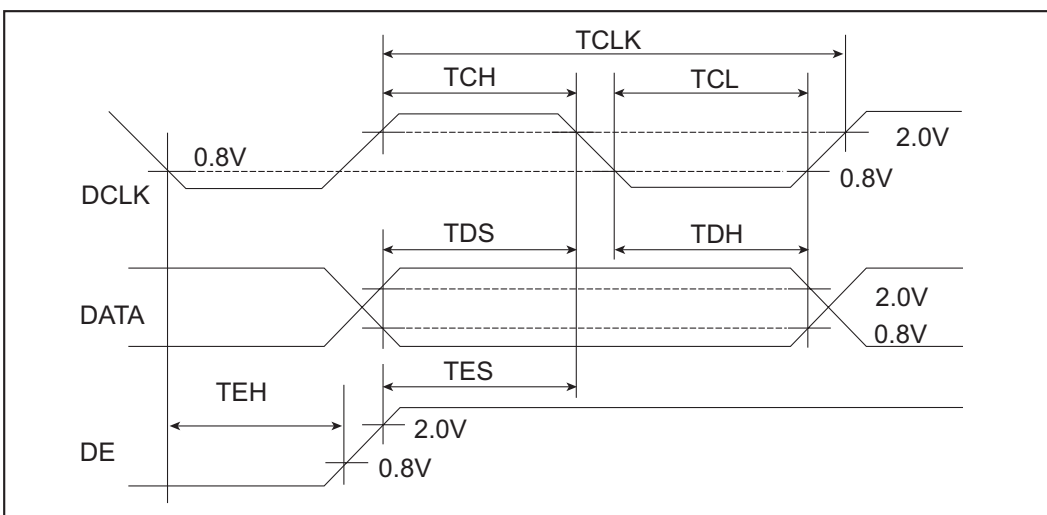 TCLK
TCH TCL
2.0V
0.8V
0.8V
DCLK
TDS TDH
2.0V
DATA
0.8V
TES
TEH
2.0V
DE
0.8V